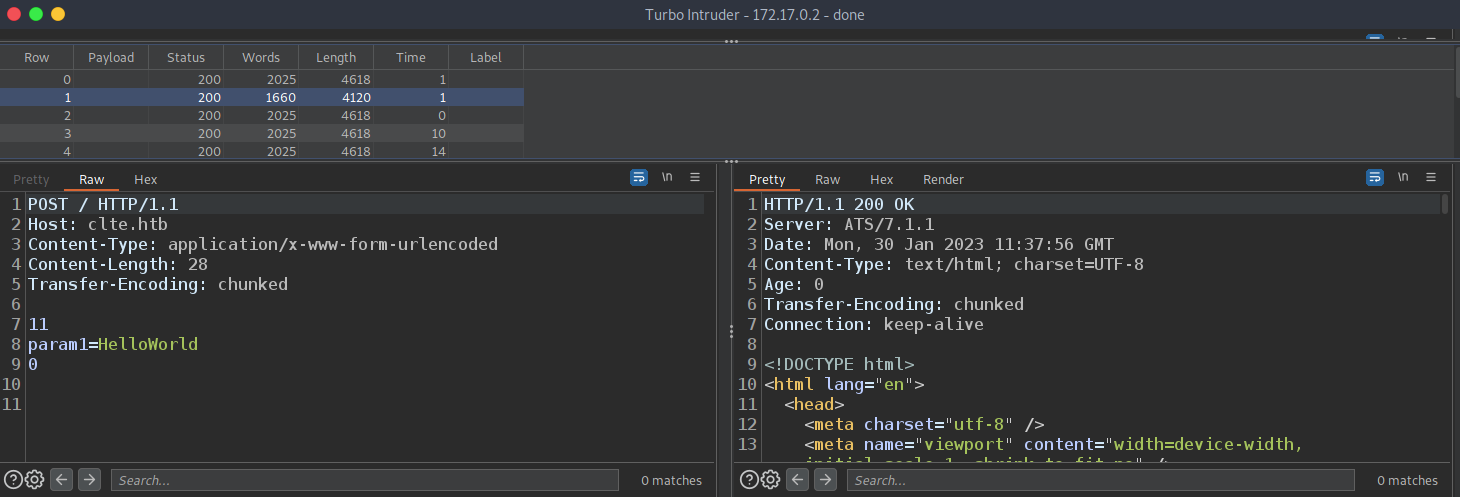 Turbo Intruder - 172.17.0.2 - done
Row Payload Status Words Length Time Label
0 200 2025 4618 1
1 200 1660 4120 1
2 200 2025 4618 0
3 200 2025 4618 10
4 200 2025 4618 14
Pretty Raw Hex \n
1 POST / HTTP/1.1
2 Host: clte.htb
3 Content-Type: application/x-www-form-urlencoded
4 Content-Length: 28
5 Transfer-Encoding: chunked
6
7 11
8 param1=HelloWorld
9 0
10
11
Search... 0 matches
Pretty Raw Hex Render \n
1 HTTP/1.1 200 OK
2 Server: ATS/7.1.1
3 Date: Mon, 30 Jan 2023 11:37:56 GMT
4 Content-Type: text/html; charset=UTF-8
5 Age: 0
6 Transfer-Encoding: chunked
7 Connection: keep-alive
8
9 <!DOCTYPE html>
10 <html lang="en">
11 <head>
12 <meta charset="utf-8" />
13 <meta name="viewport" content="width=device-width,
Search... 0 matches